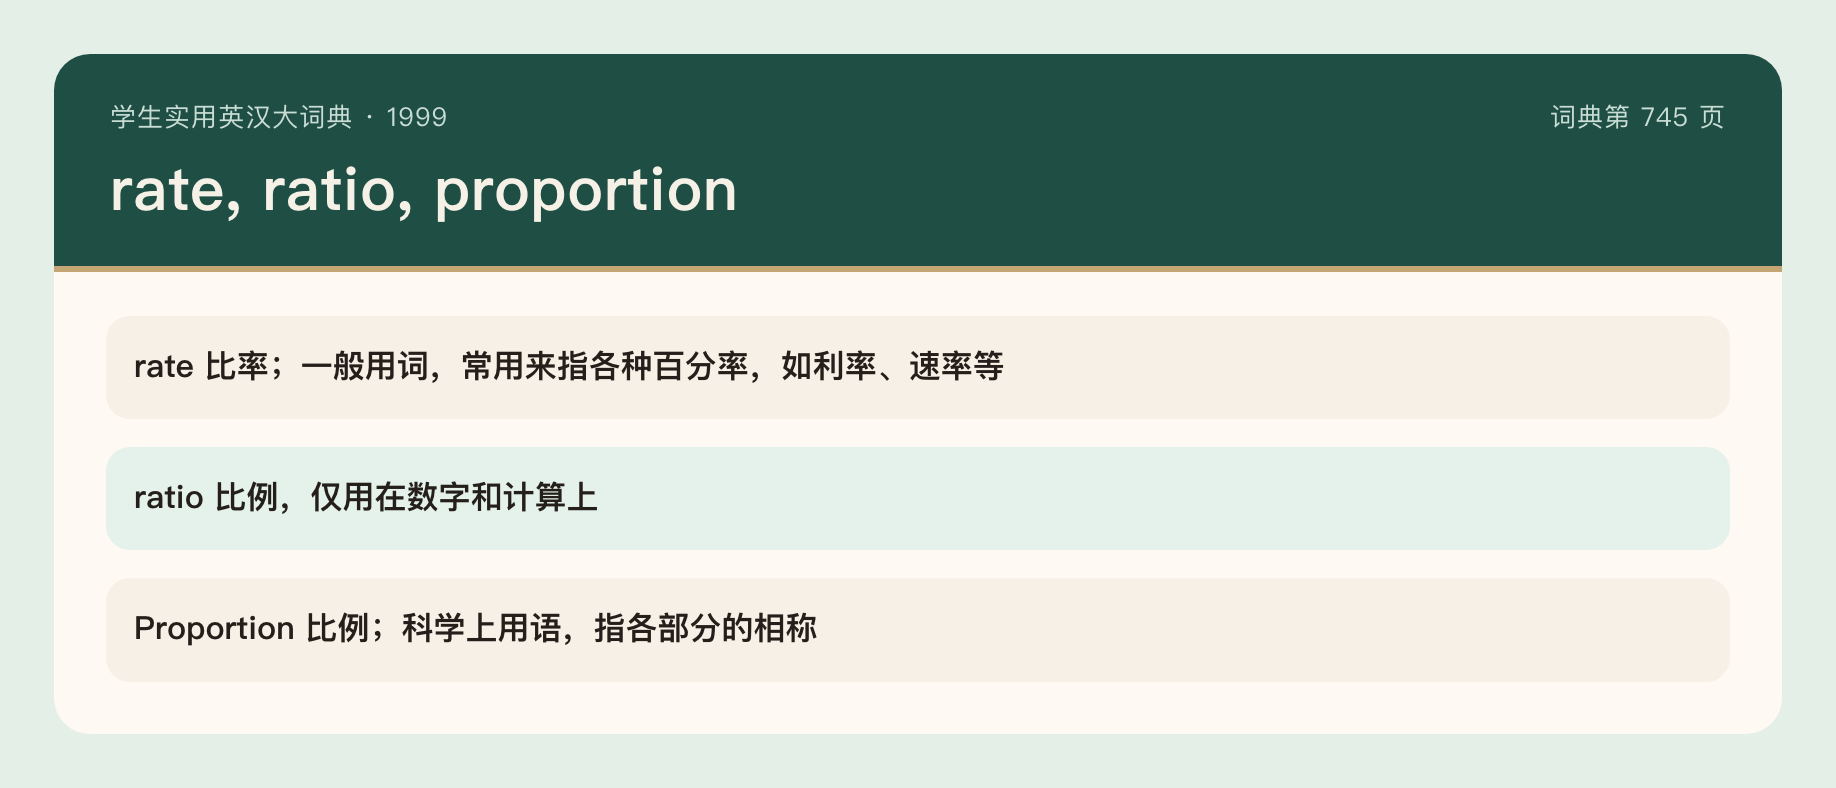 学生实用英汉大词典 · 1999
词典第 745 页
rate, ratio, proportion
rate 比率；一般用词，常用来指各种百分率，如利率、速率等
ratio 比例，仅用在数字和计算上
Proportion 比例；科学上用语，指各部分的相称